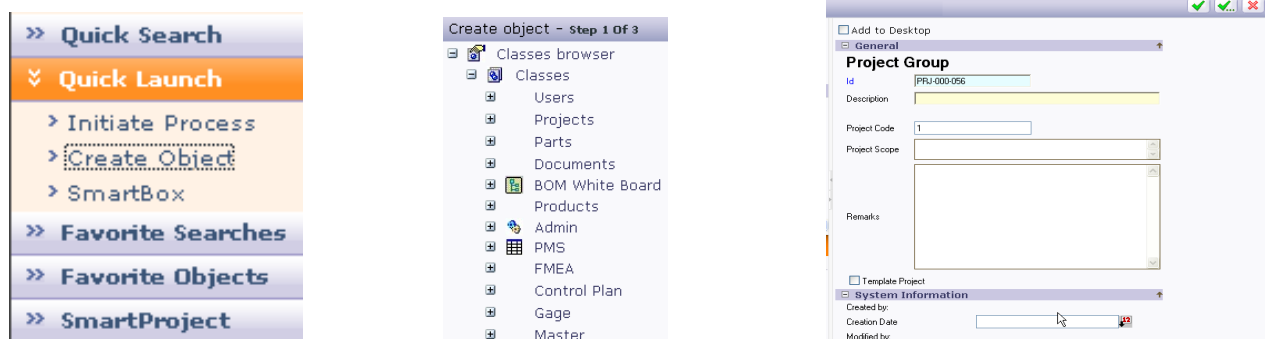 Quick Search
Quick Launch
Initiate Process
Create Object
SmartBox
Favorite Searches
Favorite Objects
SmartProject
Create object - Step 1 Of 3
Classes browser
Classes
Users
Projects
Parts
Documents
BOM White Board
Products
Admin
PMS
FMEA
Control Plan
Gage
Master
Add to Desktop
General
Project Group
Id PRJ-000-056
Description
Project Code 1
Project Scope
Remarks
Template Project
System Information
Created by:
Creation Date 12
Modified by: